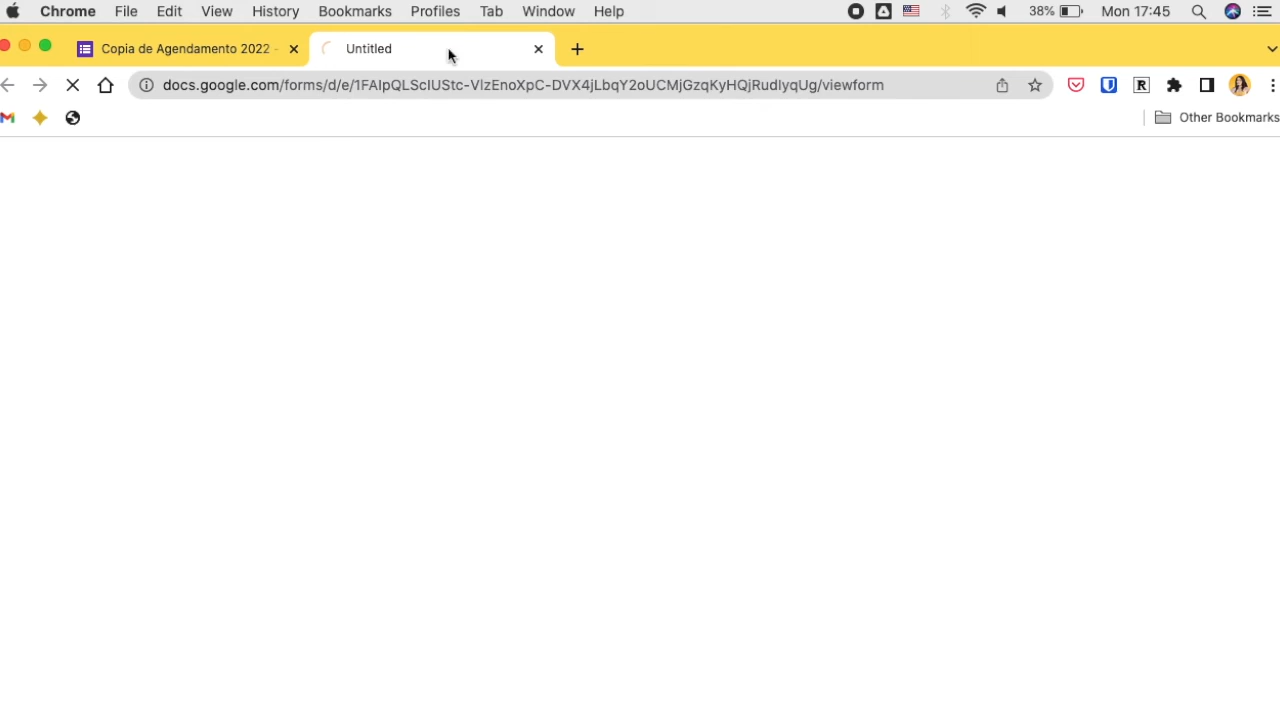 Chrome File Edit View History Bookmarks Profiles Tab Window Help 38% Mon 17:45
Copia de Agendamento 2022 - Untitled
docs.google.com/forms/d/e/1FAIpQLScIUStc-VlzEnoXpC-DVX4jLbqY2oUCMjGzqKyHQjRudIyqUg/viewform R
Other Bookmarks